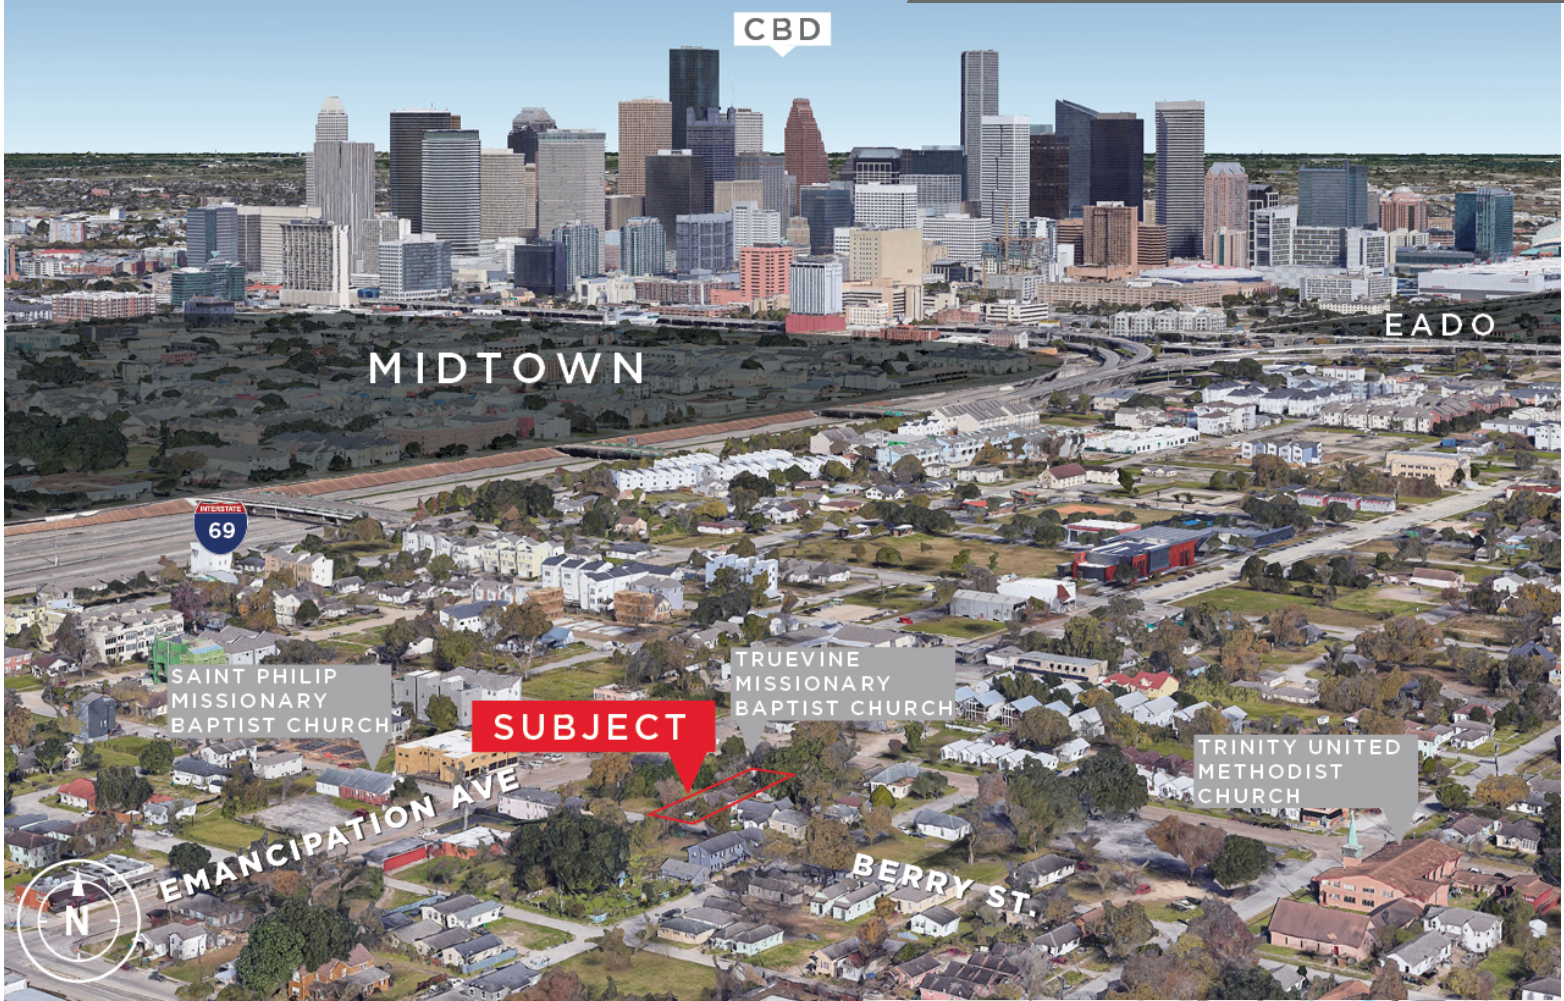 CBD
EADO
MIDTOWN
INTERSTATE
69
SAINT PHILIP
MISSIONARY
BAPTIST CHURCH
SUBJECT
TRUEVINE
MISSIONARY
BAPTIST CHURCH
TRINITY UNITED
METHODIST
CHURCH
EMANCIPATION AVE
BERRY ST.
N